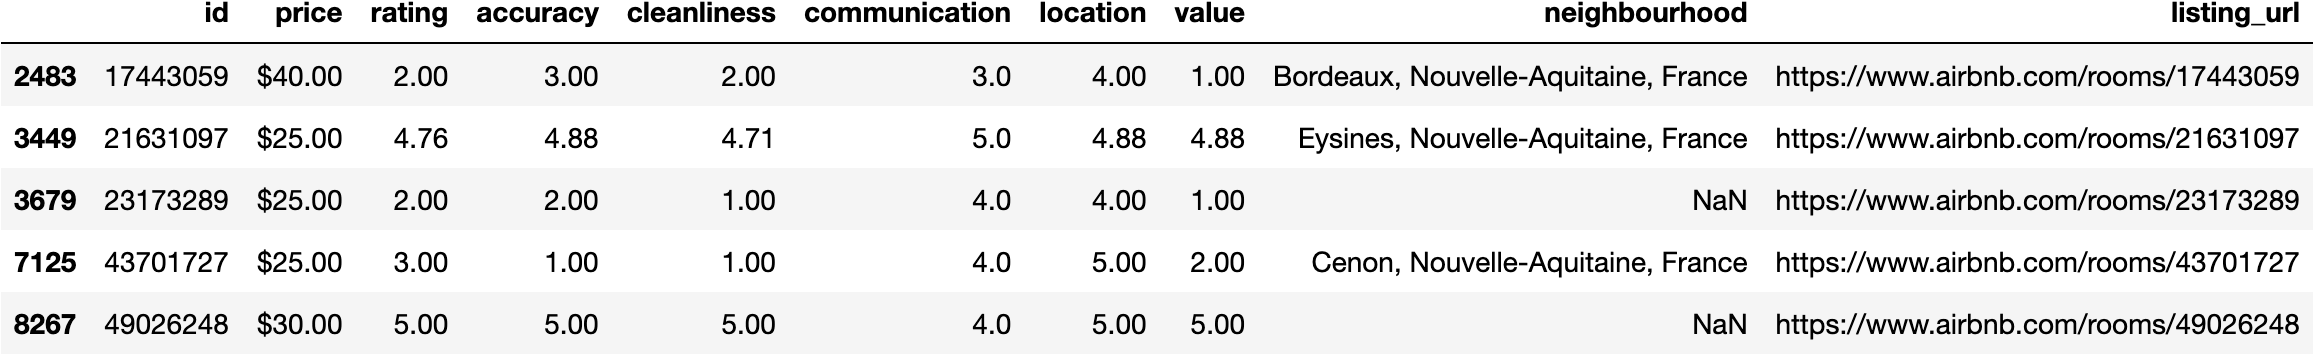 id price rating accuracy cleanliness communication location value neighbourhood listing_url
2483 17443059 $40.00 2.00 3.00 2.00 3.0 4.00 1.00 Bordeaux, Nouvelle-Aquitaine, France https://www.airbnb.com/rooms/17443059
3449 21631097 $25.00 4.76 4.88 4.71 5.0 4.88 4.88 Eysines, Nouvelle-Aquitaine, France https://www.airbnb.com/rooms/21631097
3679 23173289 $25.00 2.00 2.00 1.00 4.0 4.00 1.00 NaN https://www.airbnb.com/rooms/23173289
7125 43701727 $25.00 3.00 1.00 1.00 4.0 5.00 2.00 Cenon, Nouvelle-Aquitaine, France https://www.airbnb.com/rooms/43701727
8267 49026248 $30.00 5.00 5.00 5.00 4.0 5.00 5.00 NaN https://www.airbnb.com/rooms/49026248